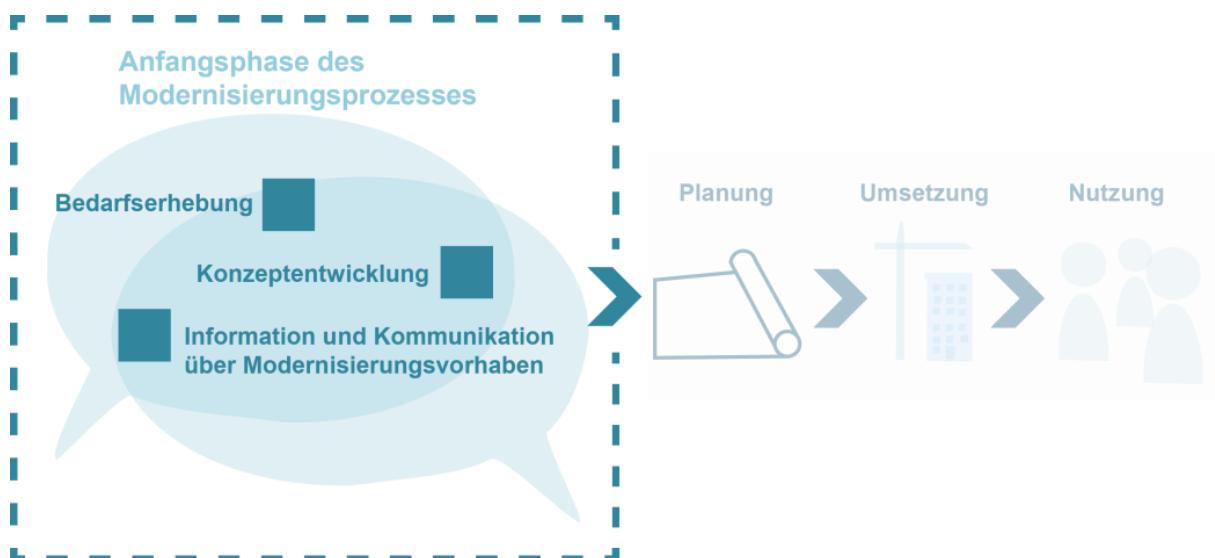 Anfangsphase des
Modernisierungsprozesses
Bedarfserhebung
Konzeptentwicklung
Information und Kommunikation
über Modernisierungsvorhaben
Planung
Umsetzung
Nutzung